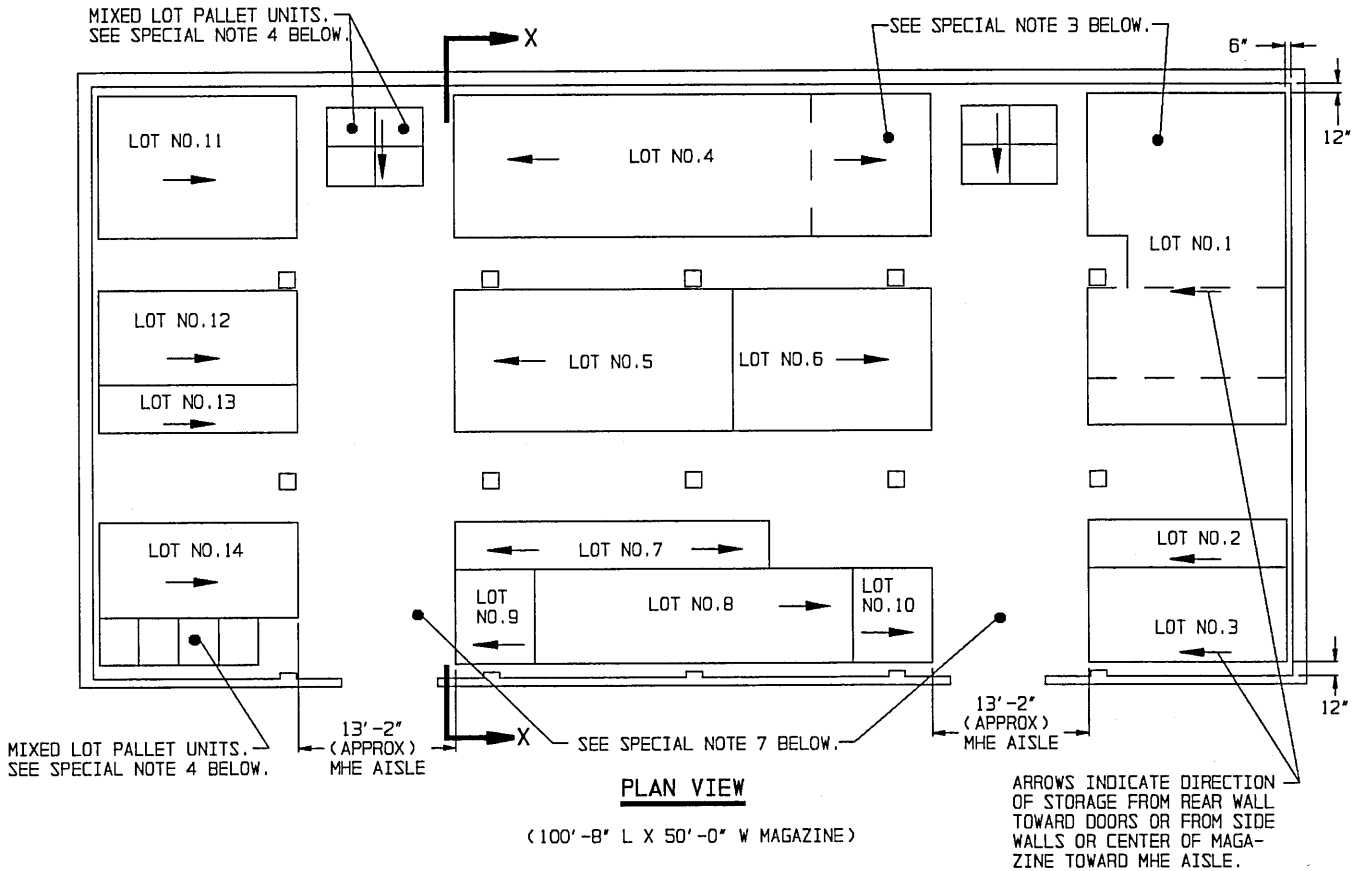 MIXED LOT PALLET UNITS.
SEE SPECIAL NOTE 4 BELOW.
X
SEE SPECIAL NOTE 3 BELOW.
6"
12"
LOT NO.11
LOT NO.4
LOT NO.1
LOT NO.12
LOT NO.5
LOT NO.6
LOT NO.13
LOT NO.14
LOT NO.7
LOT NO.2
LOT
NO.9
LOT NO.8
LOT
NO.10
LOT NO.3
12"
MIXED LOT PALLET UNITS.
SEE SPECIAL NOTE 4 BELOW.
13'-2"
(APPROX)
MHE AISLE
X
SEE SPECIAL NOTE 7 BELOW.
13'-2"
(APPROX)
MHE AISLE
PLAN VIEW
(100'-8" L X 50'-0" W MAGAZINE)
ARROWS INDICATE DIRECTION
OF STORAGE FROM REAR WALL
TOWARD DOORS OR FROM SIDE
WALLS OR CENTER OF MAGA-
ZINE TOWARD MHE AISLE.